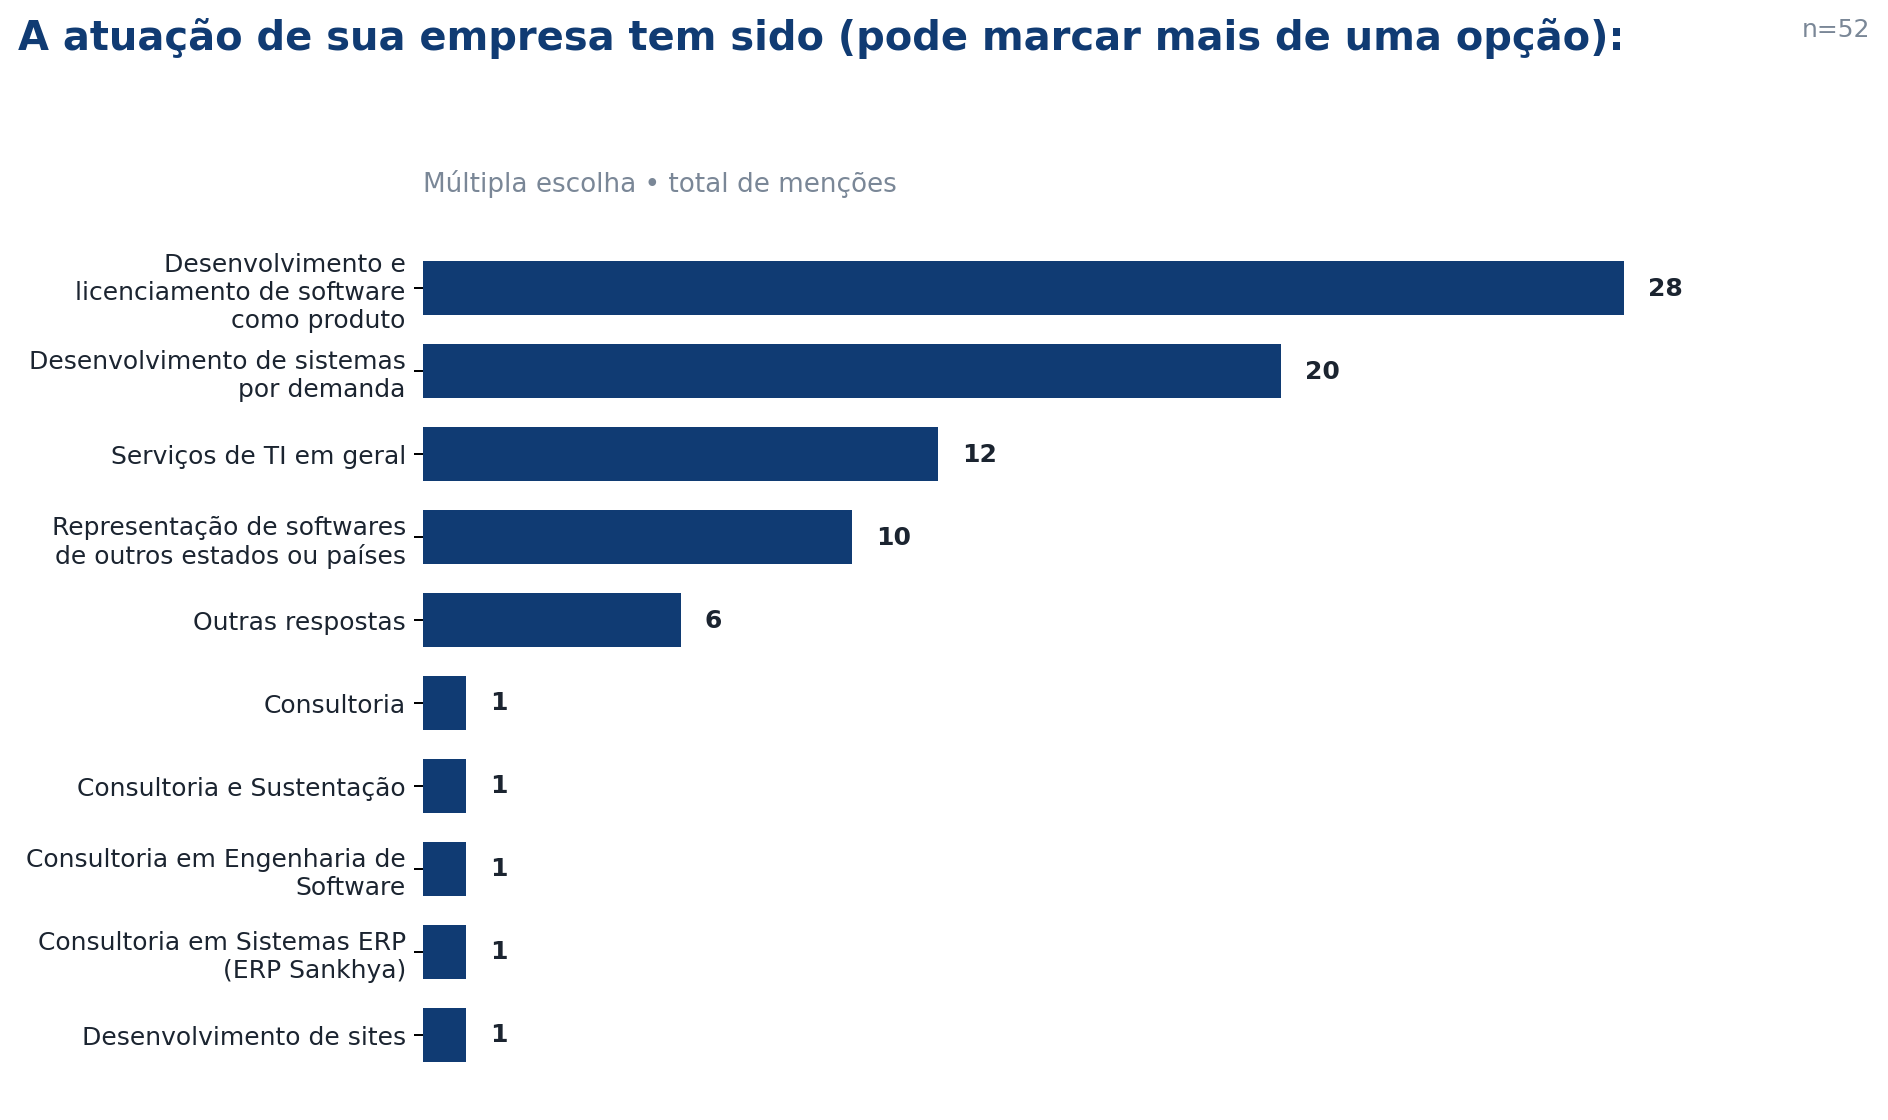 A atuação de sua empresa tem sido (pode marcar mais de uma opção):
n=52
Múltipla escolha • total de menções
Desenvolvimento e
licenciamento de software
como produto
28
Desenvolvimento de sistemas
por demanda
20
Serviços de TI em geral
12
Representação de softwares
de outros estados ou países
10
Outras respostas
6
Consultoria
1
Consultoria e Sustentação
1
Consultoria em Engenharia de
Software
1
Consultoria em Sistemas ERP
(ERP Sankhya)
1
Desenvolvimento de sites
1